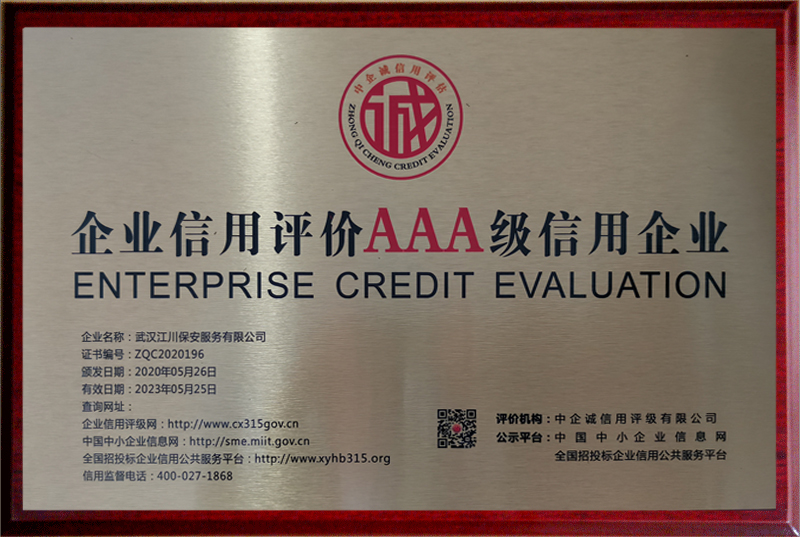 中企诚信用评估
ZHONG QI CHENG CREDIT EVALUATION
诚
企业信用评价AAA级信用企业
ENTERPRISE CREDIT EVALUATION
企业名称：武汉江川保安服务有限公司
证书编号：ZQC2020196
颁发日期：2020年05月26日
有效日期：2023年05月25日
查询网址：
企业信用评级网：http://www.cx315gov.cn
中国中小企业信息网：http://sme.miit.gov.cn
全国招投标企业信用公共服务平台：http://www.xyhb315.org
信用监督电话：400-027-1868
评价机构：中企诚信用评级有限公司
公示平台：中国中小企业信息网
全国招投标企业信用公共服务平台